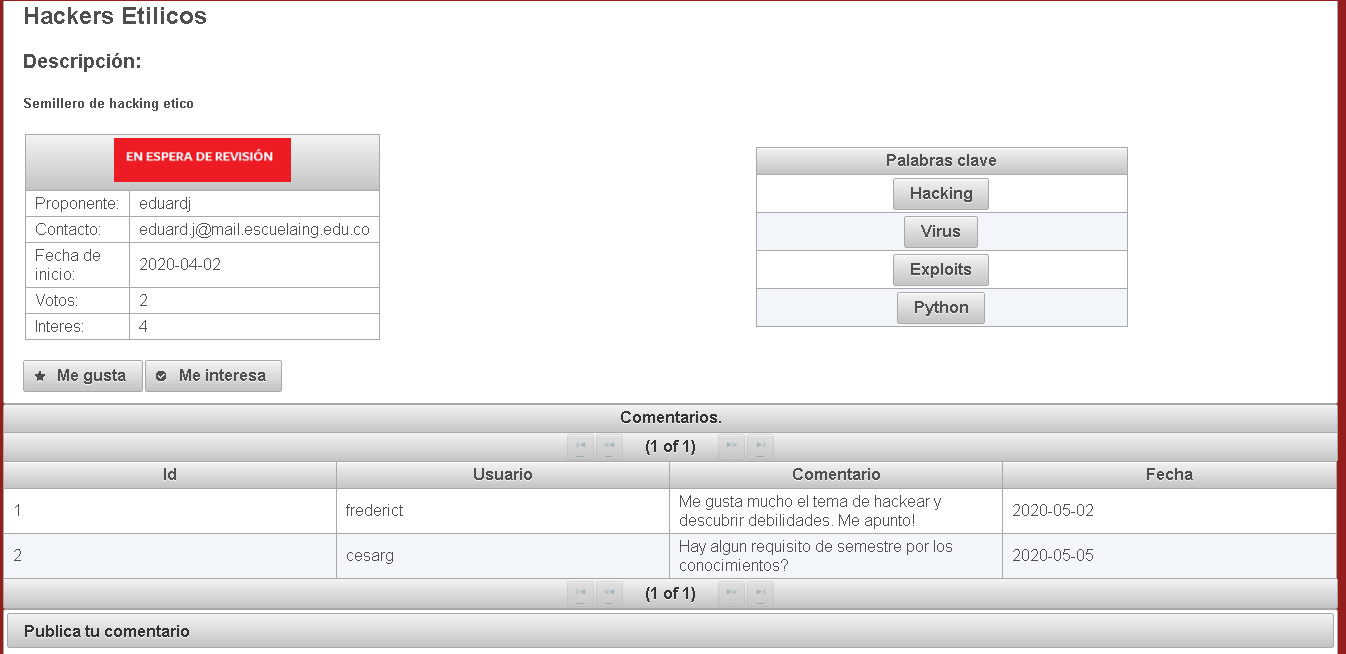 Hackers Etilicos
Descripción:
Semillero de hacking etico
EN ESPERA DE REVISIÓN
Proponente: eduardj
Contacto: eduard.j@mail.escuelaing.edu.co
Fecha de
inicio: 2020-04-02
Votos: 2
Interes: 4
Palabras clave
Hacking
Virus
Exploits
Python
Me gusta Me interesa
Comentarios.
(1 of 1)
Id Usuario Comentario Fecha
1 frederict Me gusta mucho el tema de hackear y
descubrir debilidades. Me apunto! 2020-05-02
2 cesarg Hay algun requisito de semestre por los
conocimientos? 2020-05-05
(1 of 1)
Publica tu comentario